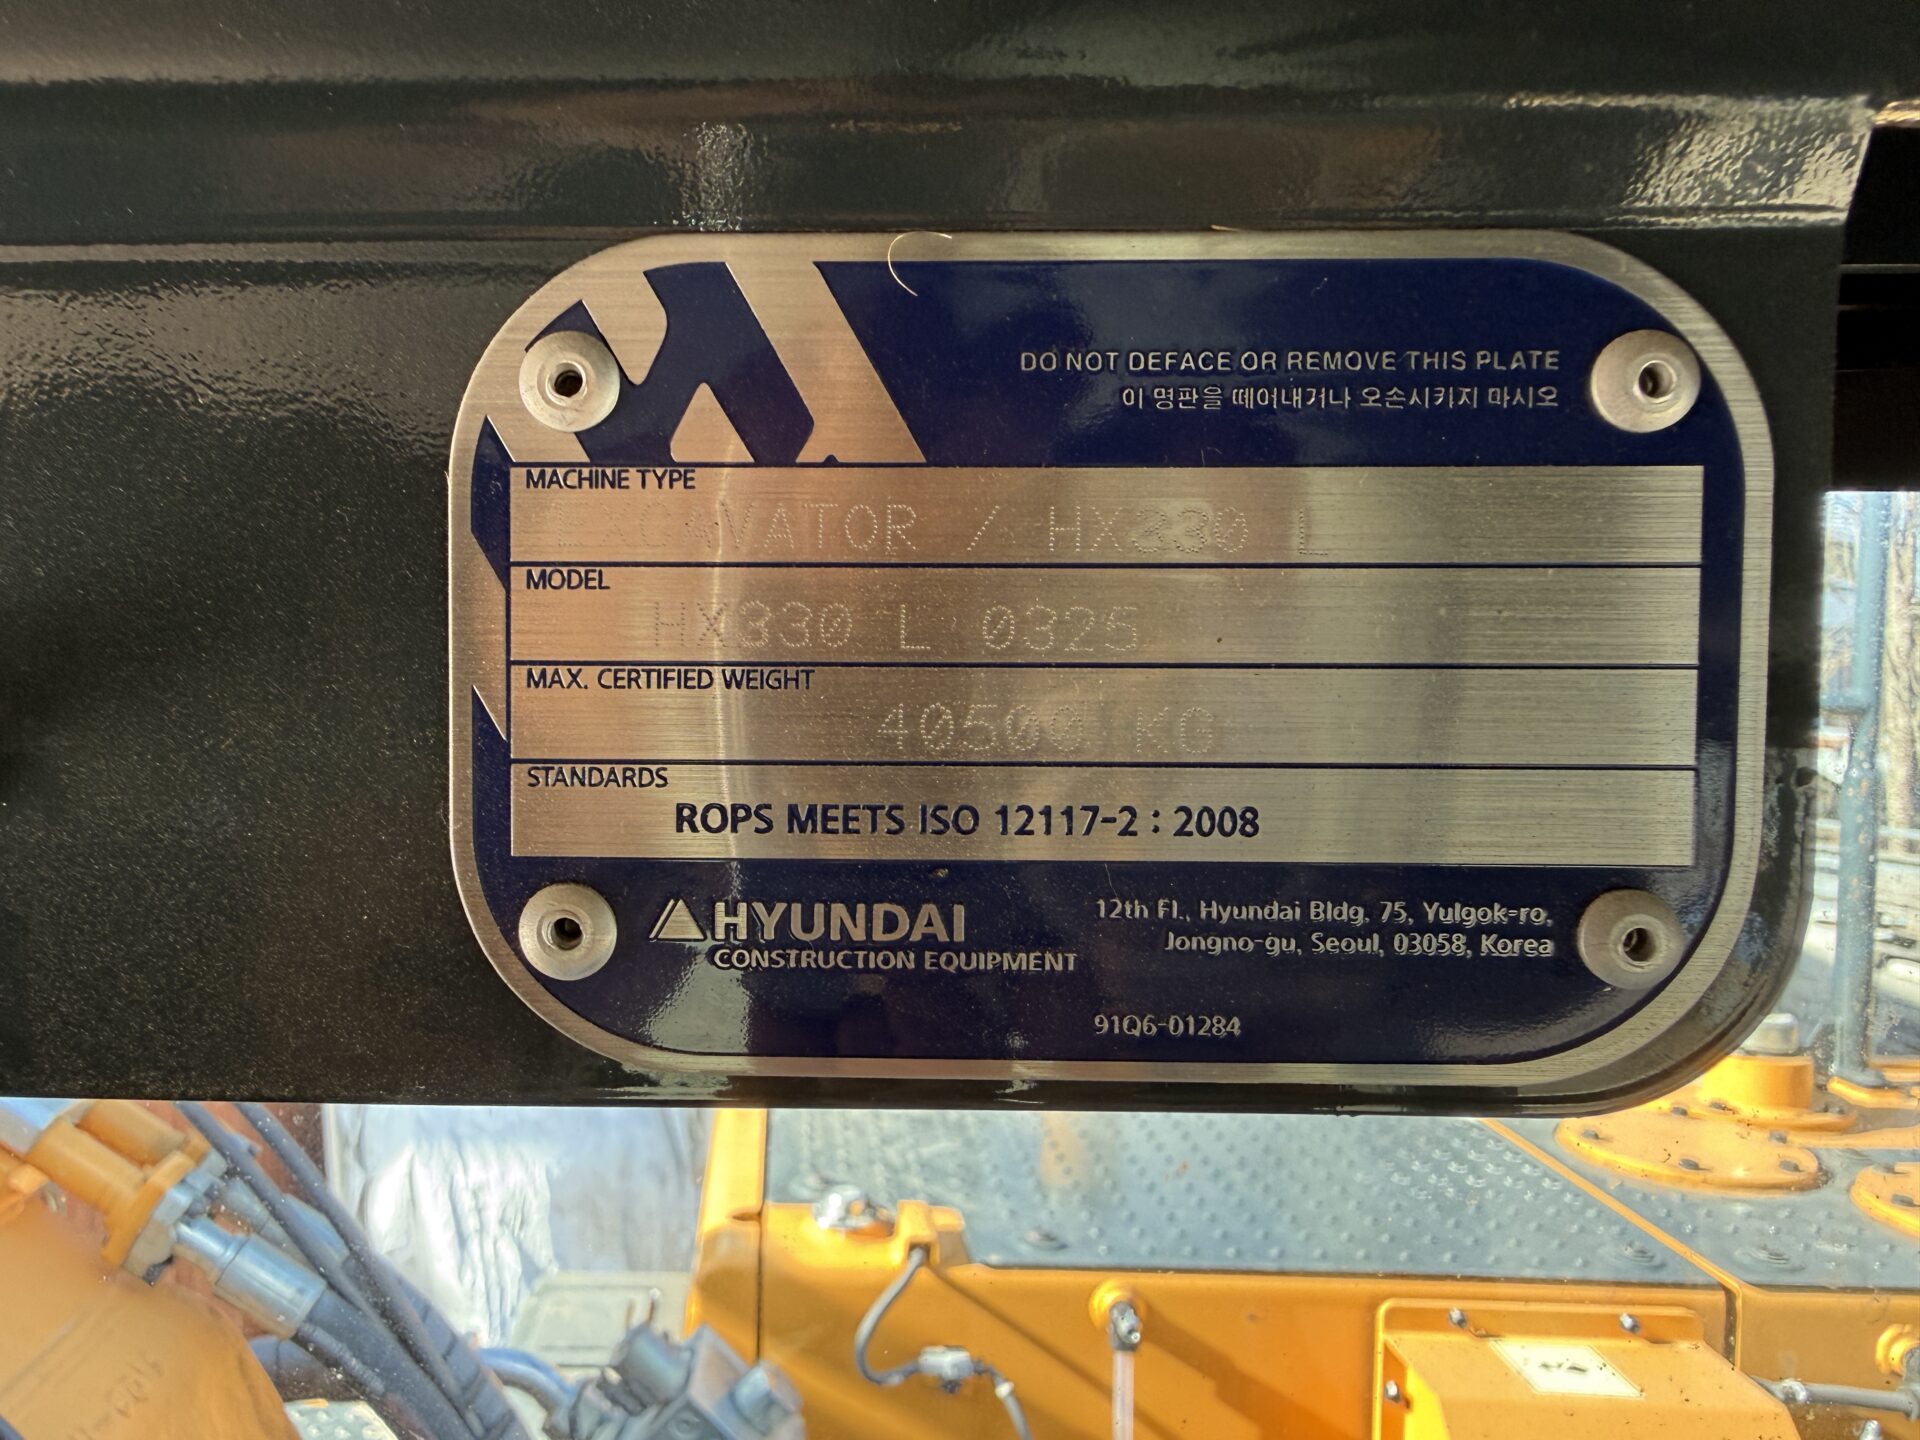 DO NOT DEFACE OR REMOVE THIS PLATE
이 명판을 떼어내거나 오손시키지 마시오
MACHINE TYPE
EXCAVATOR / HX330 L
MODEL
HX330 L 0325
MAX. CERTIFIED WEIGHT
40500 KG
STANDARDS
ROPS MEETS ISO 12117-2 : 2008
HYUNDAI
CONSTRUCTION EQUIPMENT
12th Fl., Hyundai Bldg. 75, Yulgok-ro,
Jongno-gu, Seoul, 03058, Korea
91Q6-01284